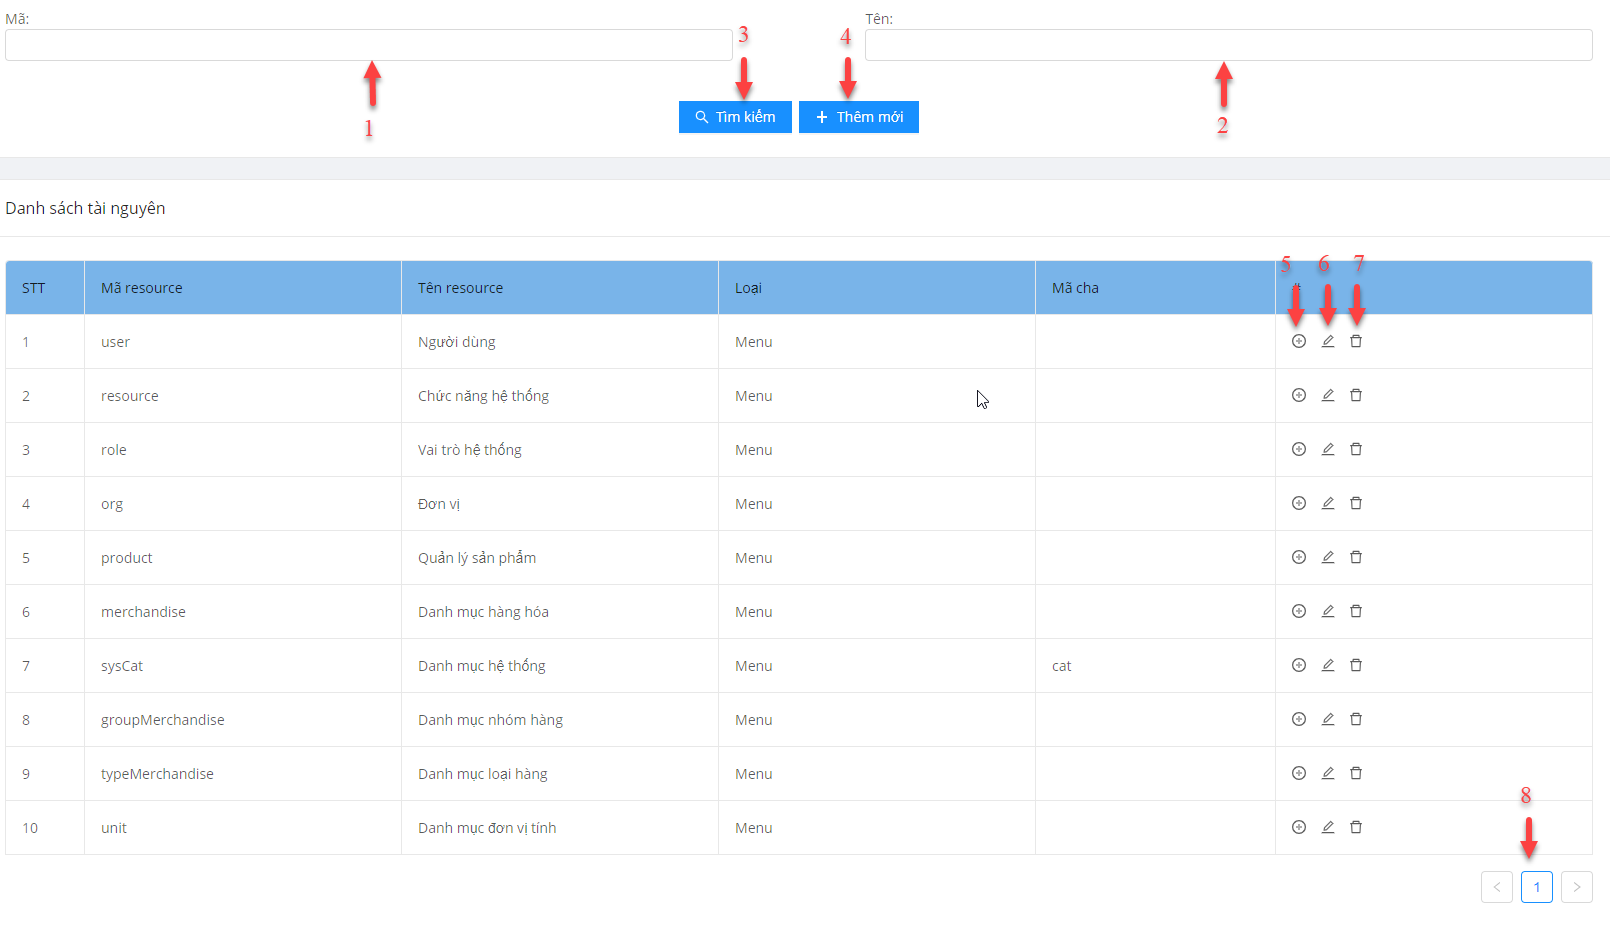 Mã:
Tên:
3
4
1
2
Tìm kiếm
Thêm mới
Danh sách tài nguyên
5 6 7
STT Mã resource Tên resource Loại Mã cha
1 user Người dùng Menu
2 resource Chức năng hệ thống Menu
3 role Vai trò hệ thống Menu
4 org Đơn vị Menu
5 product Quản lý sản phẩm Menu
6 merchandise Danh mục hàng hóa Menu
7 sysCat Danh mục hệ thống Menu cat
8 groupMerchandise Danh mục nhóm hàng Menu
9 typeMerchandise Danh mục loại hàng Menu
8
10 unit Danh mục đơn vị tính Menu
< 1 >